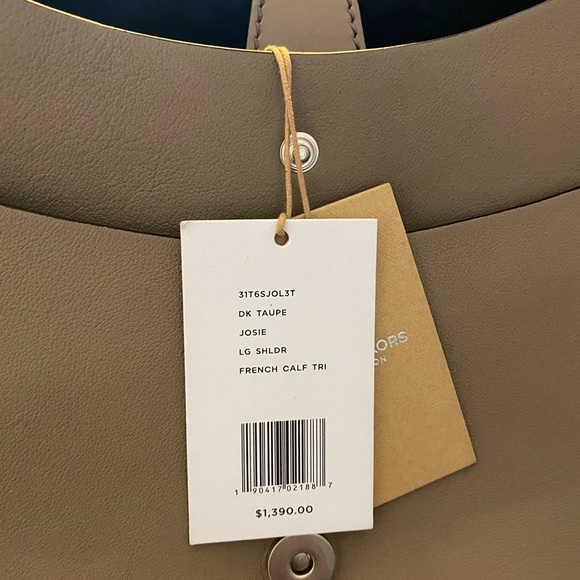 31T6SJOL3T
DK TAUPE
JOSIE
LG SHLDR
FRENCH CALF TRI
1 90417 02188 7
$1,390.00